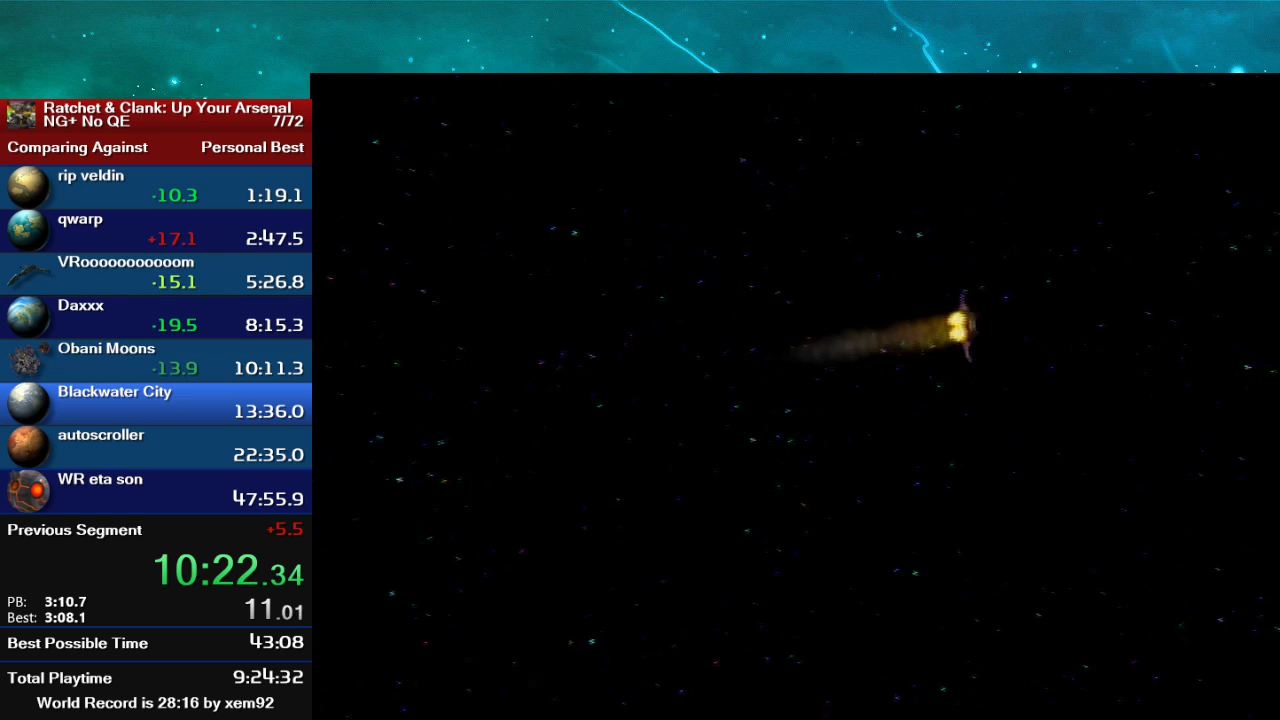 Ratchet & Clank: Up Your Arsenal
NG+ No QE 7/72
Comparing Against Personal Best
rip veldin
-10.3 1:19.1
qwarp
+17.1 2:47.5
VRooooooooooom
-15.1 5:26.8
Daxxx
-19.5 8:15.3
Obani Moons
-13.9 10:11.3
Blackwater City
13:36.0
autoscroller
22:35.0
WR eta son
47:55.9
Previous Segment +5.5
10:22.34
PB: 3:10.7
Best: 3:08.1
11.01
Best Possible Time 43:08
Total Playtime 9:24:32
World Record is 28:16 by xem92